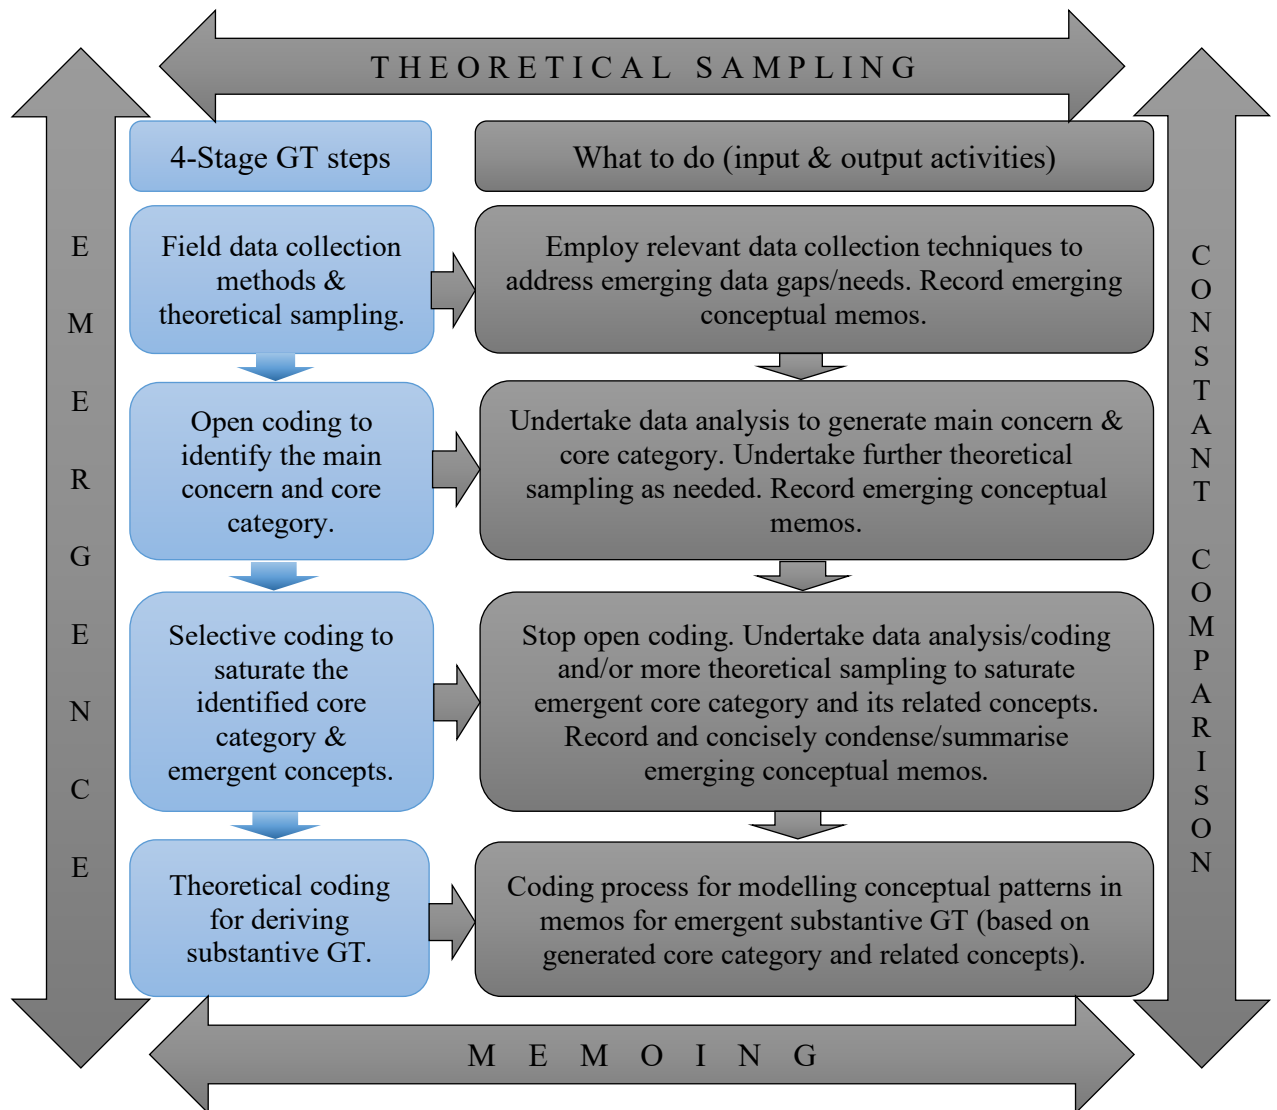 THEORETICAL SAMPLING
4-Stage GT steps
What to do (input & output activities)
EMERGENCE
Field data collection
methods &
theoretical sampling.
Employ relevant data collection techniques to
address emerging data gaps/needs. Record emerging
conceptual memos.
Open coding to
identify the main
concern and core
category.
Undertake data analysis to generate main concern &
core category. Undertake further theoretical
sampling as needed. Record emerging conceptual
memos.
Selective coding to
saturate the
identified core
category &
emergent concepts.
Stop open coding. Undertake data analysis/coding
and/or more theoretical sampling to saturate
emergent core category and its related concepts.
Record and concisely condense/summarise
emerging conceptual memos.
Theoretical coding
for deriving
substantive GT.
Coding process for modelling conceptual patterns in
memos for emergent substantive GT (based on
generated core category and related concepts).
CONSTANT COMPARISON
MEMOING